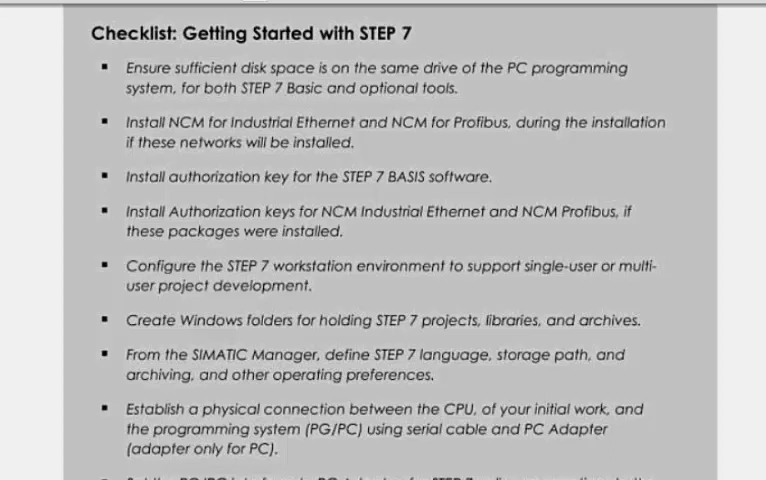 Checklist: Getting Started with STEP 7
▪ Ensure sufficient disk space is on the same drive of the PC programming
system, for both STEP 7 Basic and optional tools.
▪ Install NCM for Industrial Ethernet and NCM for Profibus, during the installation
if these networks will be installed.
▪ Install authorization key for the STEP 7 BASIS software.
▪ Install Authorization keys for NCM Industrial Ethernet and NCM Profibus, if
these packages were installed.
▪ Configure the STEP 7 workstation environment to support single-user or multi-
user project development.
▪ Create Windows folders for holding STEP 7 projects, libraries, and archives.
▪ From the SIMATIC Manager, define STEP 7 language, storage path, and
archiving, and other operating preferences.
▪ Establish a physical connection between the CPU, of your initial work, and
the programming system (PG/PC) using serial cable and PC Adapter
(adapter only for PC).